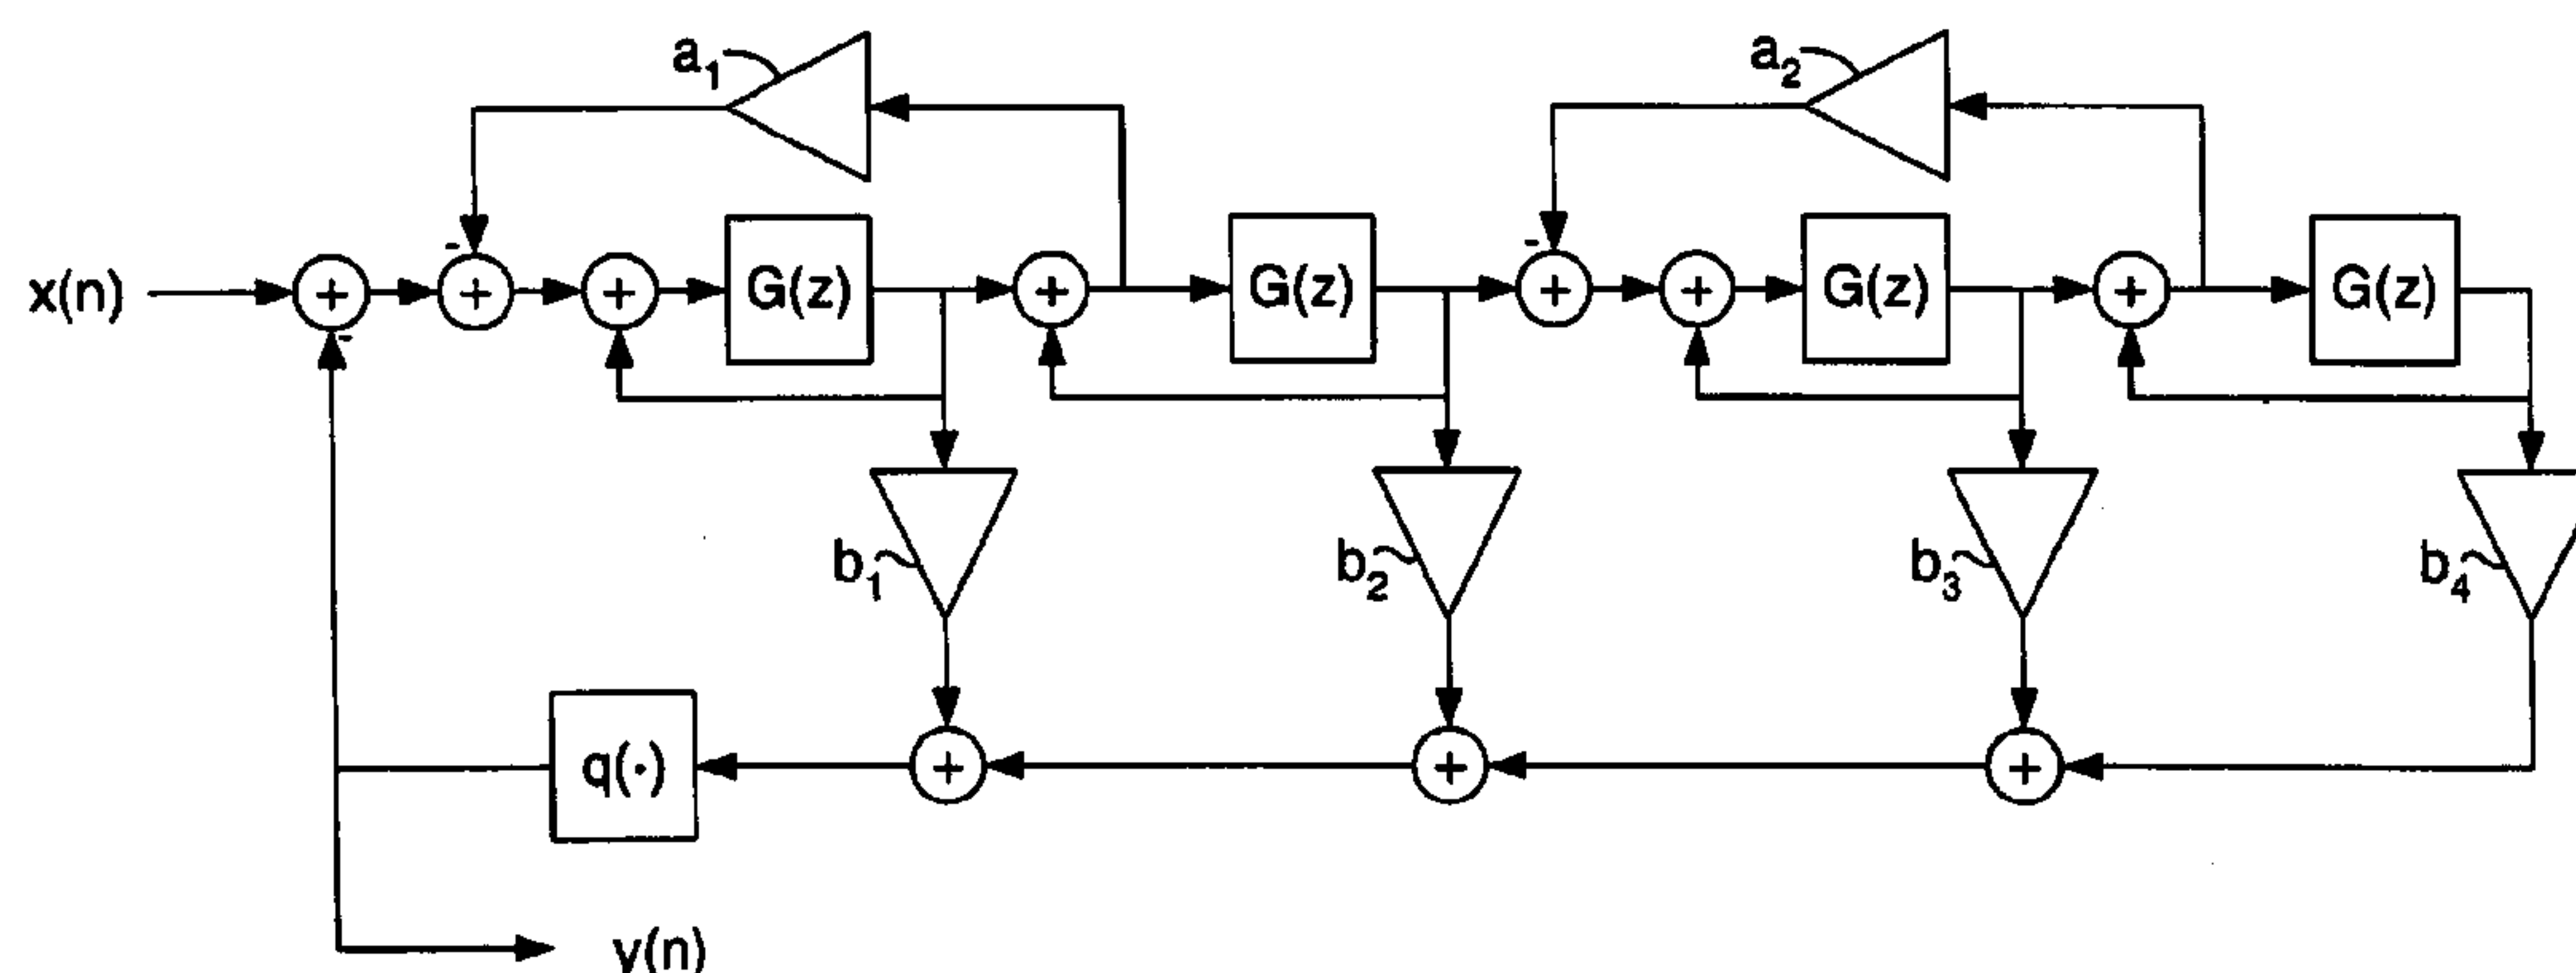 a1
a2
x(n)
+
-
+
+
G(z)
+
G(z)
-
+
+
G(z)
+
G(z)
-
b1
b2
b3
b4
q(·)
+
+
+
y(n)